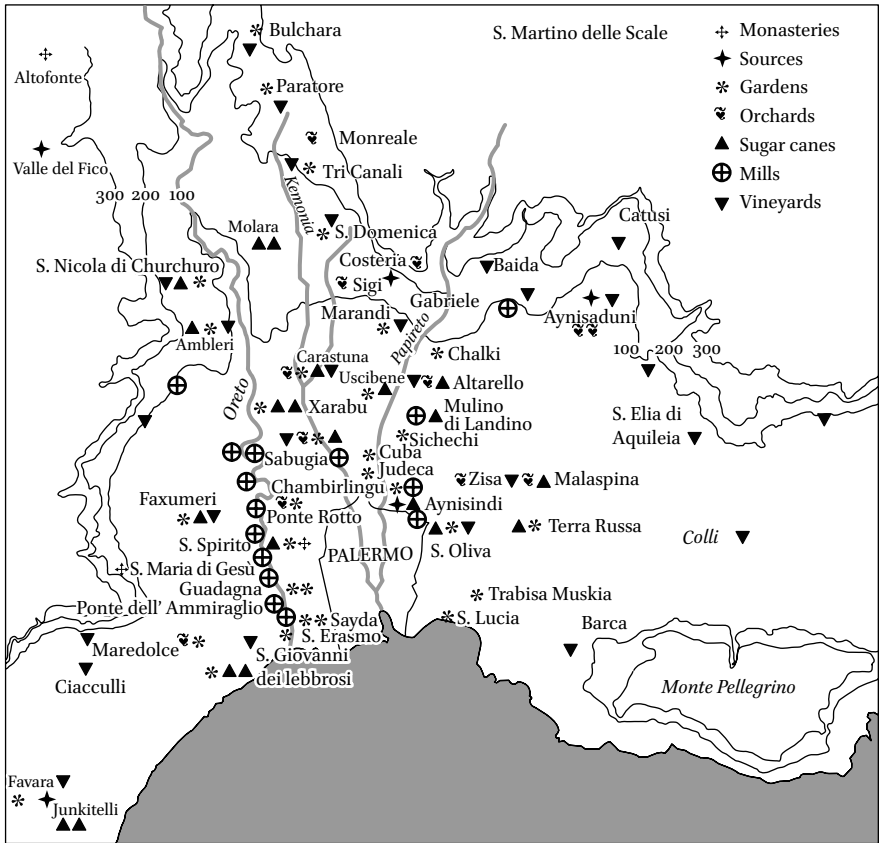 Bulchara
S. Martino delle Scale
Monasteries
Sources
Gardens
Orchards
Sugar canes
Mills
Vineyards
Altofonte
Paratore
Monreale
Valle del Fico
Tri Canali
300 200 100
Kemonia
Molara
S. Domenica
Catusi
Costèria
Baida
S. Nicola di Churchuro
Sigi
Gabriele
Marandi
Aynisaduni
Ambleri
Papireto
Chalki
100 200 300
Carastuna
Uscibene
Altarello
Oreto
Xarabu
Mulino
di Landino
S. Elia di
Aquileia
Sichechi
Sabugia
Cuba
Judeca
Chambirlingu
Zisa
Malaspina
Faxumeri
Aynisindi
Ponte Rotto
Terra Russa
Colli
S. Spirito
PALERMO
S. Oliva
S. Maria di Gesù
Guadagna
Trabisa Muskia
Ponte dell' Ammiraglio
Sayda
S. Lucia
Barca
S. Erasmo
Maredolce
S. Giovanni
dei lebbrosi
Ciacculli
Monte Pellegrino
Favara
Junkitelli